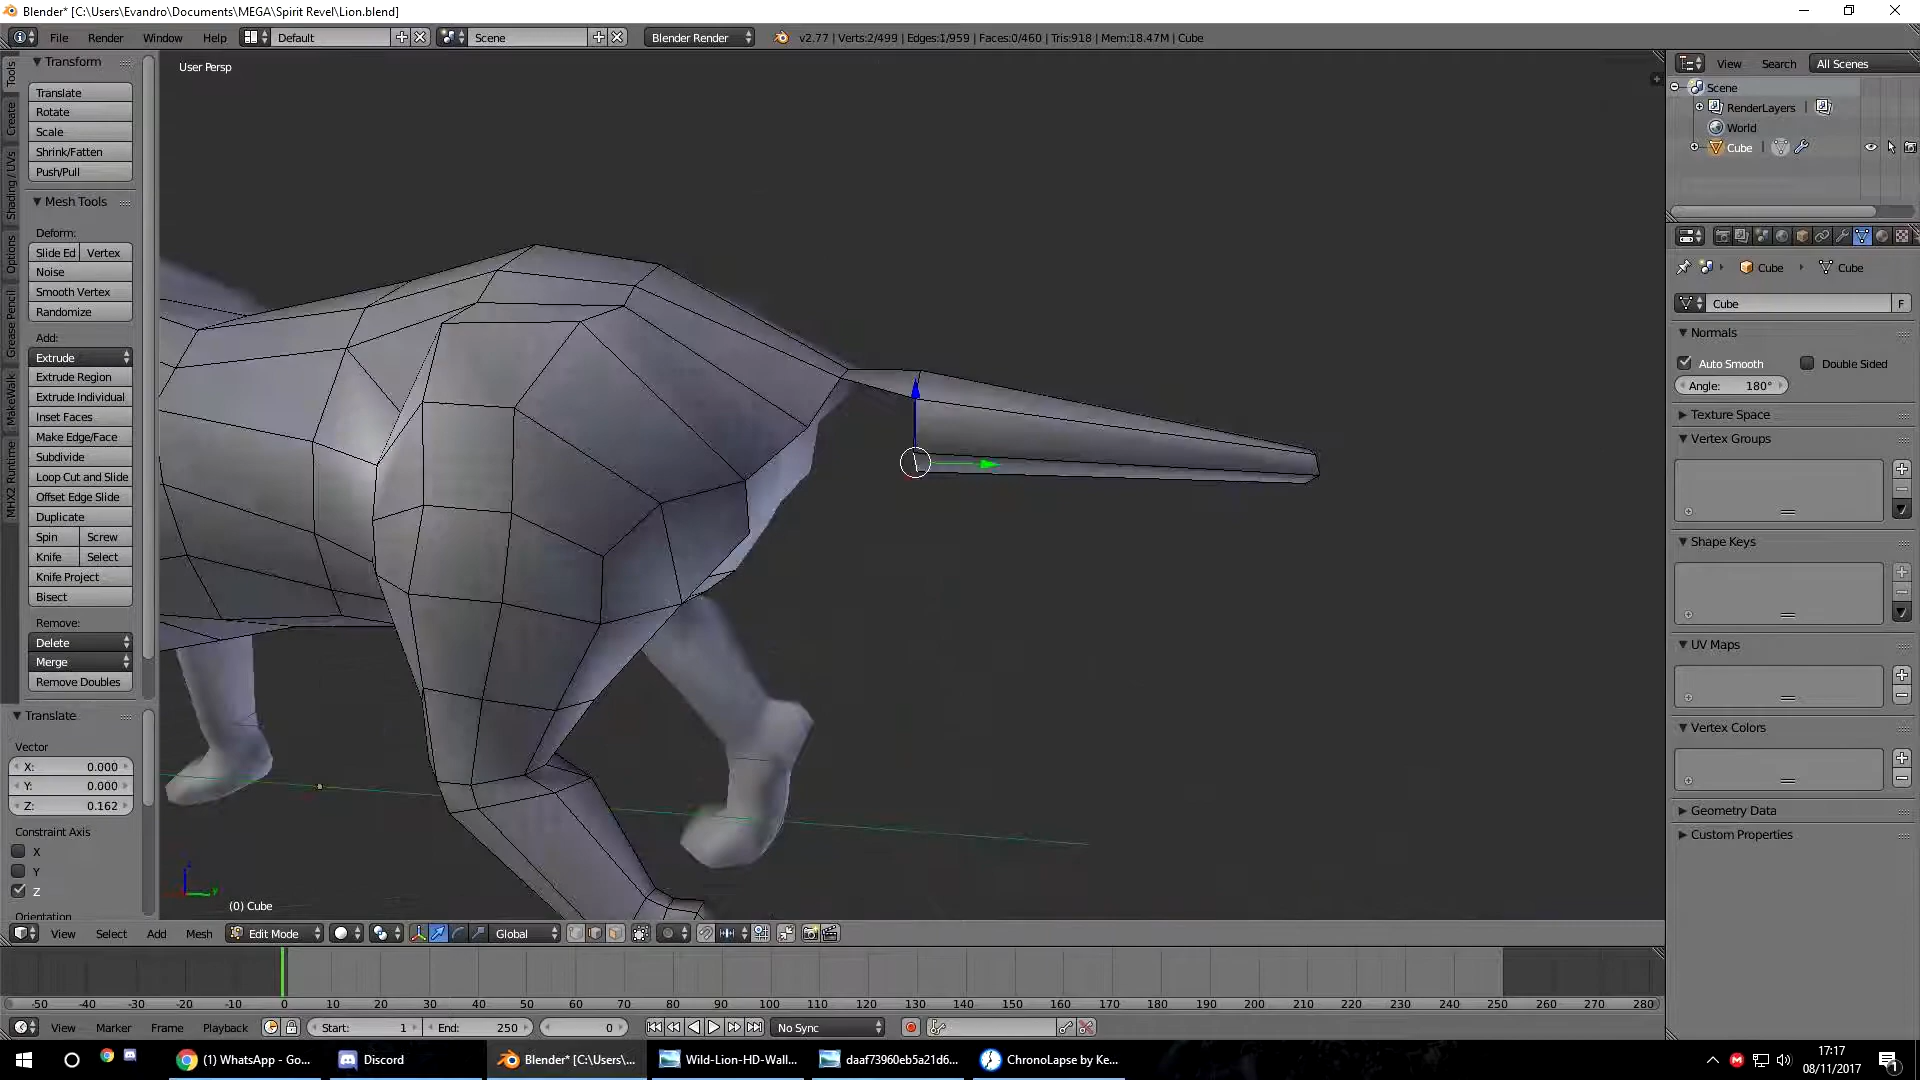 Blender* [C:\Users\Evandro\Documents\MEGA\Spirit Revel\Lion.blend]
File Render Window Help Default Scene Blender Render v2.77 | Verts:2/499 | Edges:1/959 | Faces:0/460 | Tris:918 | Mem:18.47M | Cube
Tools
Create
Shading / UVs
Options
Grease Pencil
MakeWalk
MHX2 Runtime
Transform
Translate
Rotate
Scale
Shrink/Fatten
Push/Pull
Mesh Tools
Deform:
Slide Ed Vertex
Noise
Smooth Vertex
Randomize
Add:
Extrude
Extrude Region
Extrude Individual
Inset Faces
Make Edge/Face
Subdivide
Loop Cut and Slide
Offset Edge Slide
Duplicate
Spin Screw
Knife Select
Knife Project
Bisect
Remove:
Delete
Merge
Remove Doubles
Translate
Vector
X: 0.000
Y: 0.000
Z: 0.162
Constraint Axis
X
Y
Z
Orientation
User Persp
(0) Cube
View Search All Scenes
Scene
RenderLayers
World
Cube
Cube Cube
Cube F
Normals
Auto Smooth Double Sided
Angle: 180°
Texture Space
Vertex Groups
Shape Keys
UV Maps
Vertex Colors
Geometry Data
Custom Properties
View Select Add Mesh Edit Mode Global
-50 -40 -30 -20 -10 0 10 20 30 40 50 60 70 80 90 100 110 120 130 140 150 160 170 180 190 200 210 220 230 240 250 260 270 280
View Marker Frame Playback Start: 1 End: 250 0 No Sync
(1) WhatsApp - Go... Discord Blender* [C:\Users\... Wild-Lion-HD-Wall... daaf73960eb5a21d6... ChronoLapse by Ke...
17:17
08/11/2017